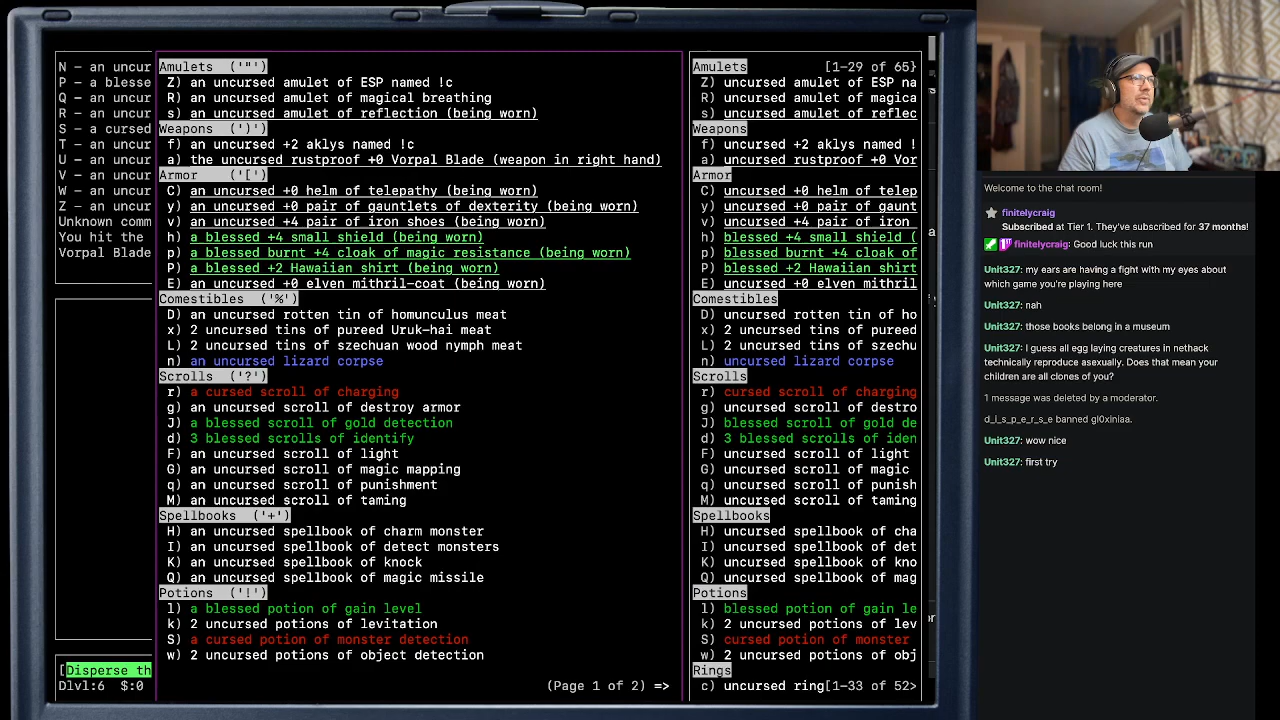 N - an uncur
P - a blesse
Q - an uncur
R - an uncur
S - a cursed
T - an uncur
U - an uncur
V - an uncur
W - an uncur
Z - an uncur
Unknown comm
You hit the
Vorpal Blade
[Disperse th
Dlvl:6 $:0
Amulets ('"')
Z) an uncursed amulet of ESP named !c
R) an uncursed amulet of magical breathing
s) an uncursed amulet of reflection (being worn)
Weapons (')')
f) an uncursed +2 aklys named !c
a) the uncursed rustproof +0 Vorpal Blade (weapon in right hand)
Armor ('[')
C) an uncursed +0 helm of telepathy (being worn)
y) an uncursed +0 pair of gauntlets of dexterity (being worn)
v) an uncursed +4 pair of iron shoes (being worn)
h) a blessed +4 small shield (being worn)
p) a blessed burnt +4 cloak of magic resistance (being worn)
P) a blessed +2 Hawaiian shirt (being worn)
E) an uncursed +0 elven mithril-coat (being worn)
Comestibles ('%')
D) an uncursed rotten tin of homunculus meat
x) 2 uncursed tins of pureed Uruk-hai meat
L) 2 uncursed tins of szechuan wood nymph meat
n) an uncursed lizard corpse
Scrolls ('?')
r) a cursed scroll of charging
g) an uncursed scroll of destroy armor
J) a blessed scroll of gold detection
d) 3 blessed scrolls of identify
F) an uncursed scroll of light
G) an uncursed scroll of magic mapping
q) an uncursed scroll of punishment
M) an uncursed scroll of taming
Spellbooks ('+')
H) an uncursed spellbook of charm monster
I) an uncursed spellbook of detect monsters
K) an uncursed spellbook of knock
Q) an uncursed spellbook of magic missile
Potions ('!')
l) a blessed potion of gain level
k) 2 uncursed potions of levitation
S) a cursed potion of monster detection
w) 2 uncursed potions of object detection
(Page 1 of 2) =>
Amulets [1-29 of 65}
Z) uncursed amulet of ESP na
R) uncursed amulet of magica
s) uncursed amulet of reflec
Weapons
f) uncursed +2 aklys named !
a) uncursed rustproof +0 Vor
Armor
C) uncursed +0 helm of telep
y) uncursed +0 pair of gaunt
v) uncursed +4 pair of iron
h) blessed +4 small shield (
p) blessed burnt +4 cloak of
P) blessed +2 Hawaiian shirt
E) uncursed +0 elven mithril
Comestibles
D) uncursed rotten tin of ho
x) 2 uncursed tins of pureed
L) 2 uncursed tins of szechu
n) uncursed lizard corpse
Scrolls
r) cursed scroll of charging
g) uncursed scroll of destro
J) blessed scroll of gold de
d) 3 blessed scrolls of iden
F) uncursed scroll of light
G) uncursed scroll of magic
q) uncursed scroll of punish
M) uncursed scroll of taming
Spellbooks
H) uncursed spellbook of cha
I) uncursed spellbook of det
K) uncursed spellbook of kno
Q) uncursed spellbook of mag
Potions
l) blessed potion of gain le
k) 2 uncursed potions of lev
S) cursed potion of monster
w) 2 uncursed potions of obj
Rings
c) uncursed ring[1-33 of 52>
Welcome to the chat room!
finitelycraig
Subscribed at Tier 1. They've subscribed for 37 months!
finitelycraig: Good luck this run
Unit327: my ears are having a fight with my eyes about
which game you're playing here
Unit327: nah
Unit327: those books belong in a museum
Unit327: I guess all egg laying creatures in nethack
technically reproduce asexually. Does that mean your
children are all clones of you?
1 message was deleted by a moderator.
d_i_s_p_e_r_s_e banned gl0xiniaa.
Unit327: wow nice
Unit327: first try